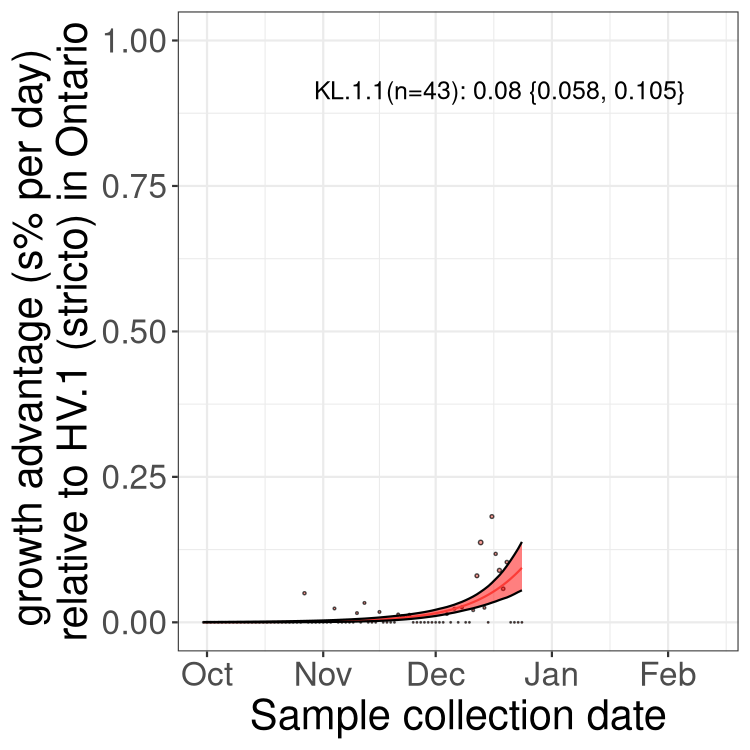 growth advantage (s% per day)
relative to HV.1 (stricto) in Ontario
1.00
0.75
0.50
0.25
0.00
KL.1.1(n=43): 0.08 {0.058, 0.105}
Oct Nov Dec Jan Feb
Sample collection date